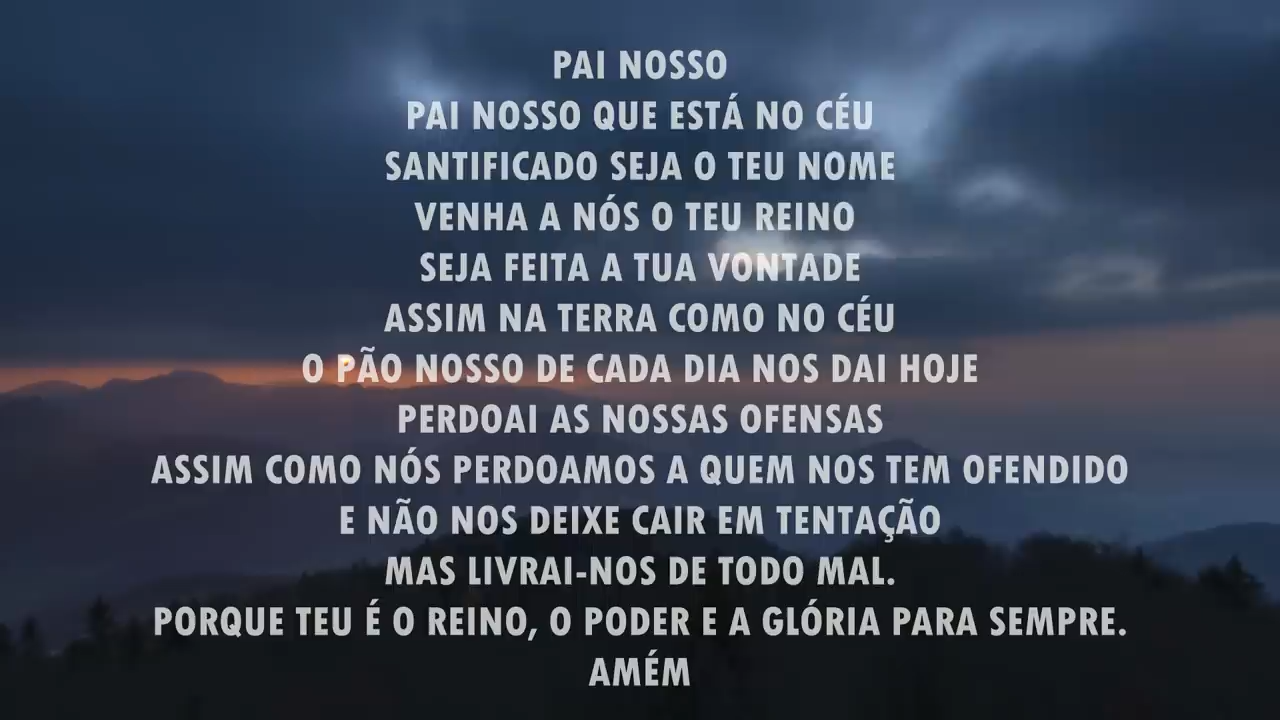 PAI NOSSO
PAI NOSSO QUE ESTÁ NO CÉU
SANTIFICADO SEJA O TEU NOME
VENHA A NÓS O TEU REINO
SEJA FEITA A TUA VONTADE
ASSIM NA TERRA COMO NO CÉU
O PÃO NOSSO DE CADA DIA NOS DAI HOJE
PERDOAI AS NOSSAS OFENSAS
ASSIM COMO NÓS PERDOAMOS A QUEM NOS TEM OFENDIDO
E NÃO NOS DEIXE CAIR EM TENTAÇÃO
MAS LIVRAI-NOS DE TODO MAL.
PORQUE TEU É O REINO, O PODER E A GLÓRIA PARA SEMPRE.
AMÉM